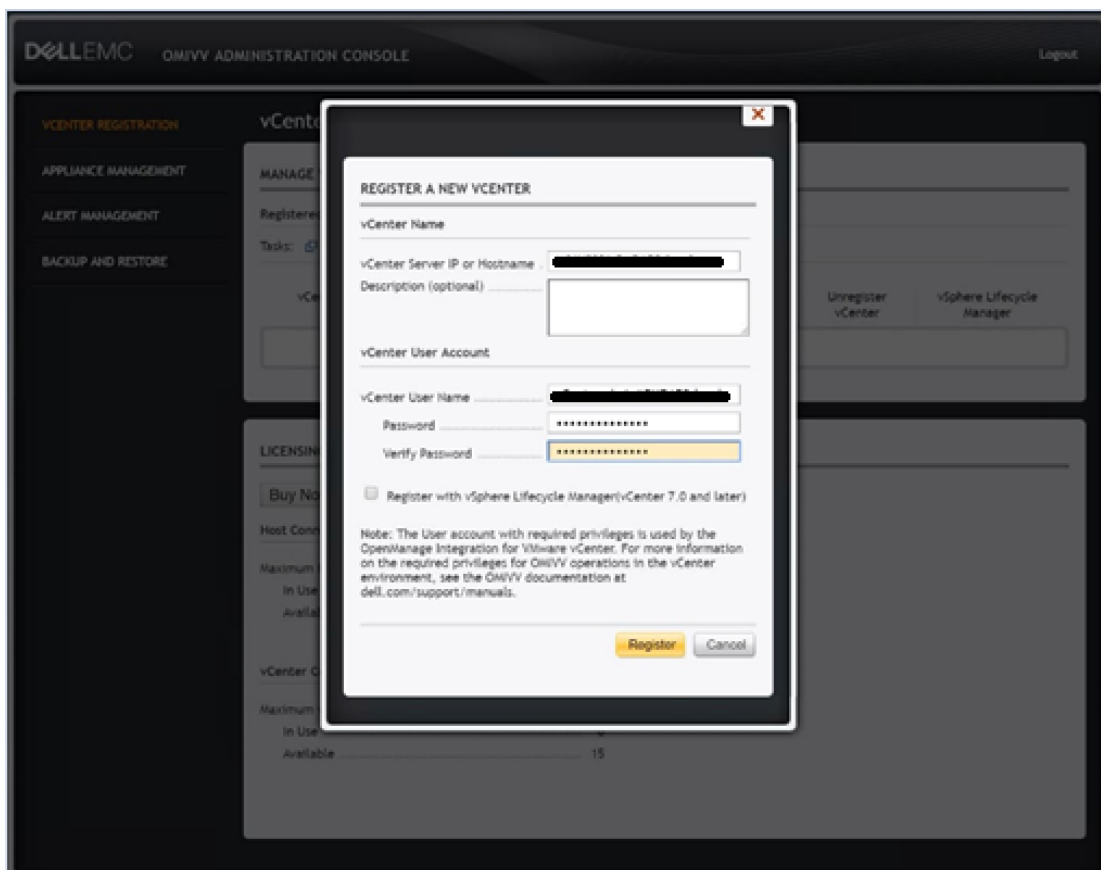 DELLEMC OMIVV ADMINISTRATION CONSOLE
Logout
VCENTER REGISTRATION
APPLIANCE MANAGEMENT
ALERT MANAGEMENT
BACKUP AND RESTORE
vCente
MANAGE
Registered
Tasks:
vCe
Unregister vCenter
vSphere Lifecycle Manager
LICENSIN
Buy No
Host Conn
Maximum
In Use
Availab
vCenter C
Maximum
In Use
Available 15
REGISTER A NEW VCENTER
vCenter Name
vCenter Server IP or Hostname
Description (optional)
vCenter User Account
vCenter User Name
Password
Verify Password
Register with vSphere Lifecycle Manager(vCenter 7.0 and later)
Note: The User account with required privileges is used by the
OpenManage Integration for VMware vCenter. For more information
on the required privileges for OMIVV operations in the vCenter
environment, see the OMIVV documentation at
dell.com/support/manuals.
Register
Cancel